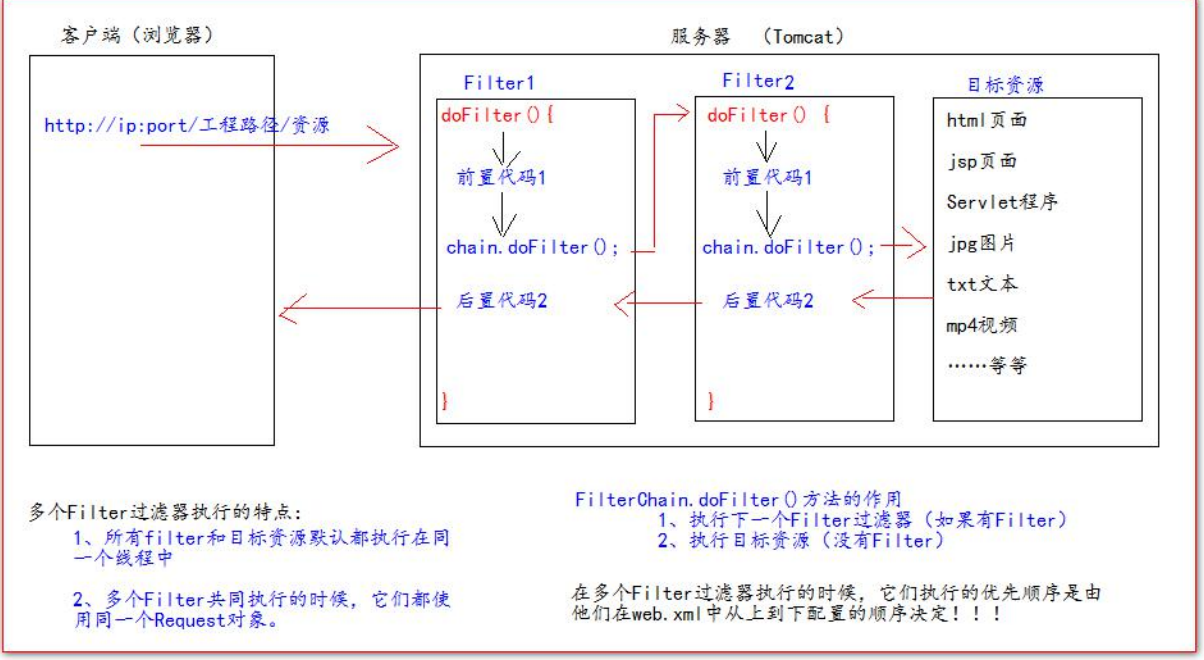 客户端（浏览器）
服务器 （Tomcat）
http://ip:port/工程路径/资源
Filter1
doFilter(){
前置代码1
chain.doFilter();
后置代码2
}
Filter2
doFilter() {
前置代码1
chain.doFilter();
后置代码2
}
目标资源
html页面
jsp页面
Servlet程序
jpg图片
txt文本
mp4视频
……等等
多个Filter过滤器执行的特点:
1、所有filter和目标资源默认都执行在同
一个线程中
2、多个Filter共同执行的时候，它们都使
用同一个Request对象。
FilterChain.doFilter()方法的作用
1、执行下一个Filter过滤器（如果有Filter）
2、执行目标资源（没有Filter）
在多个Filter过滤器执行的时候，它们执行的优先顺序是由
他们在web.xml中从上到下配置的顺序决定！！！